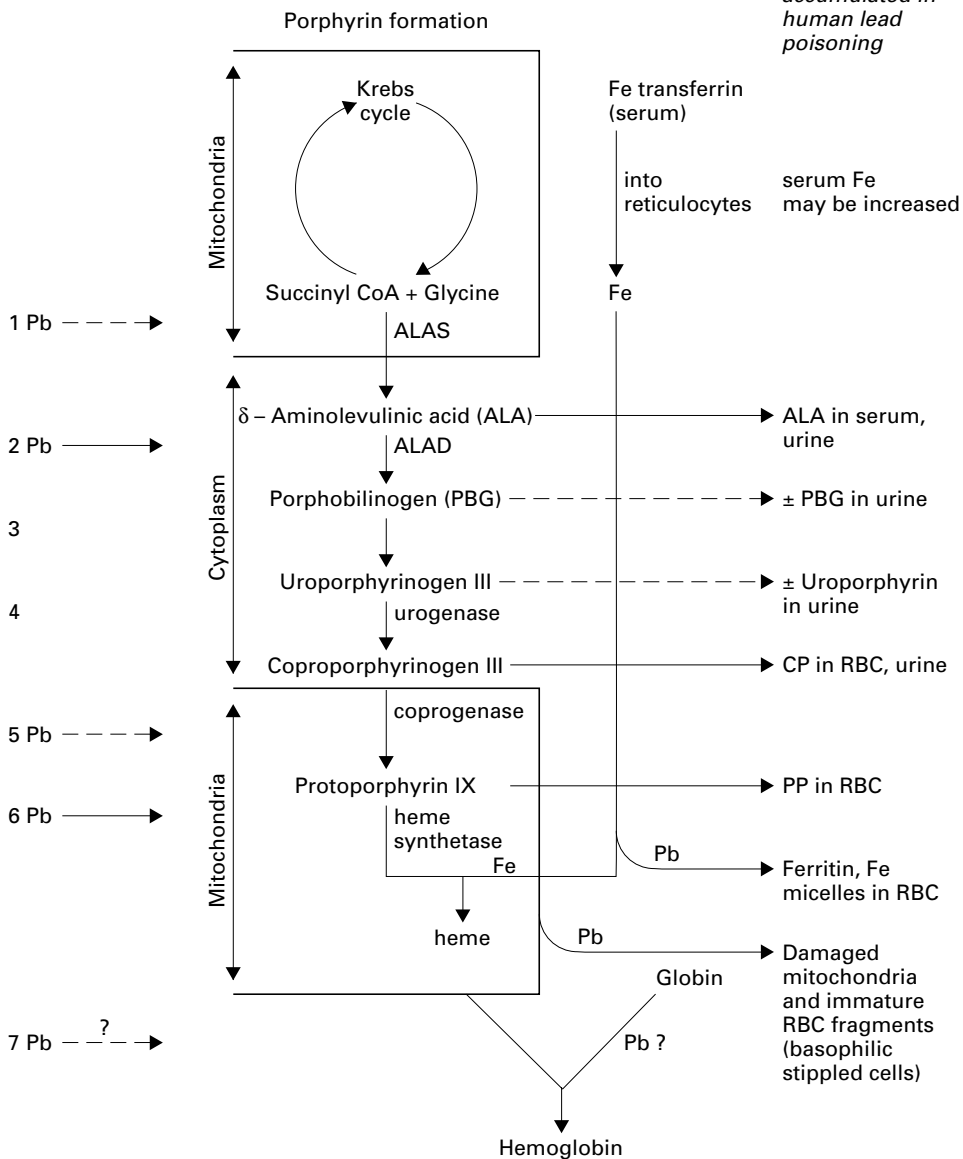 accumulated in
human lead
poisoning
Porphyrin formation
Mitochondria
Krebs
cycle
Fe transferrin
(serum)
into
reticulocytes
serum Fe
may be increased
Succinyl CoA + Glycine
Fe
1 Pb
ALAS
Cytoplasm
δ – Aminolevulinic acid (ALA)
ALA in serum,
urine
2 Pb
ALAD
Porphobilinogen (PBG)
± PBG in urine
3
Uroporphyrinogen III
± Uroporphyrin
in urine
4
urogenase
Coproporphyrinogen III
CP in RBC, urine
Mitochondria
coprogenase
5 Pb
Protoporphyrin IX
PP in RBC
6 Pb
heme
synthetase
Fe
Pb
Ferritin, Fe
micelles in RBC
heme
Pb
Damaged
mitochondria
and immature
RBC fragments
(basophilic
stippled cells)
Globin
7 Pb
?
Pb ?
Hemoglobin